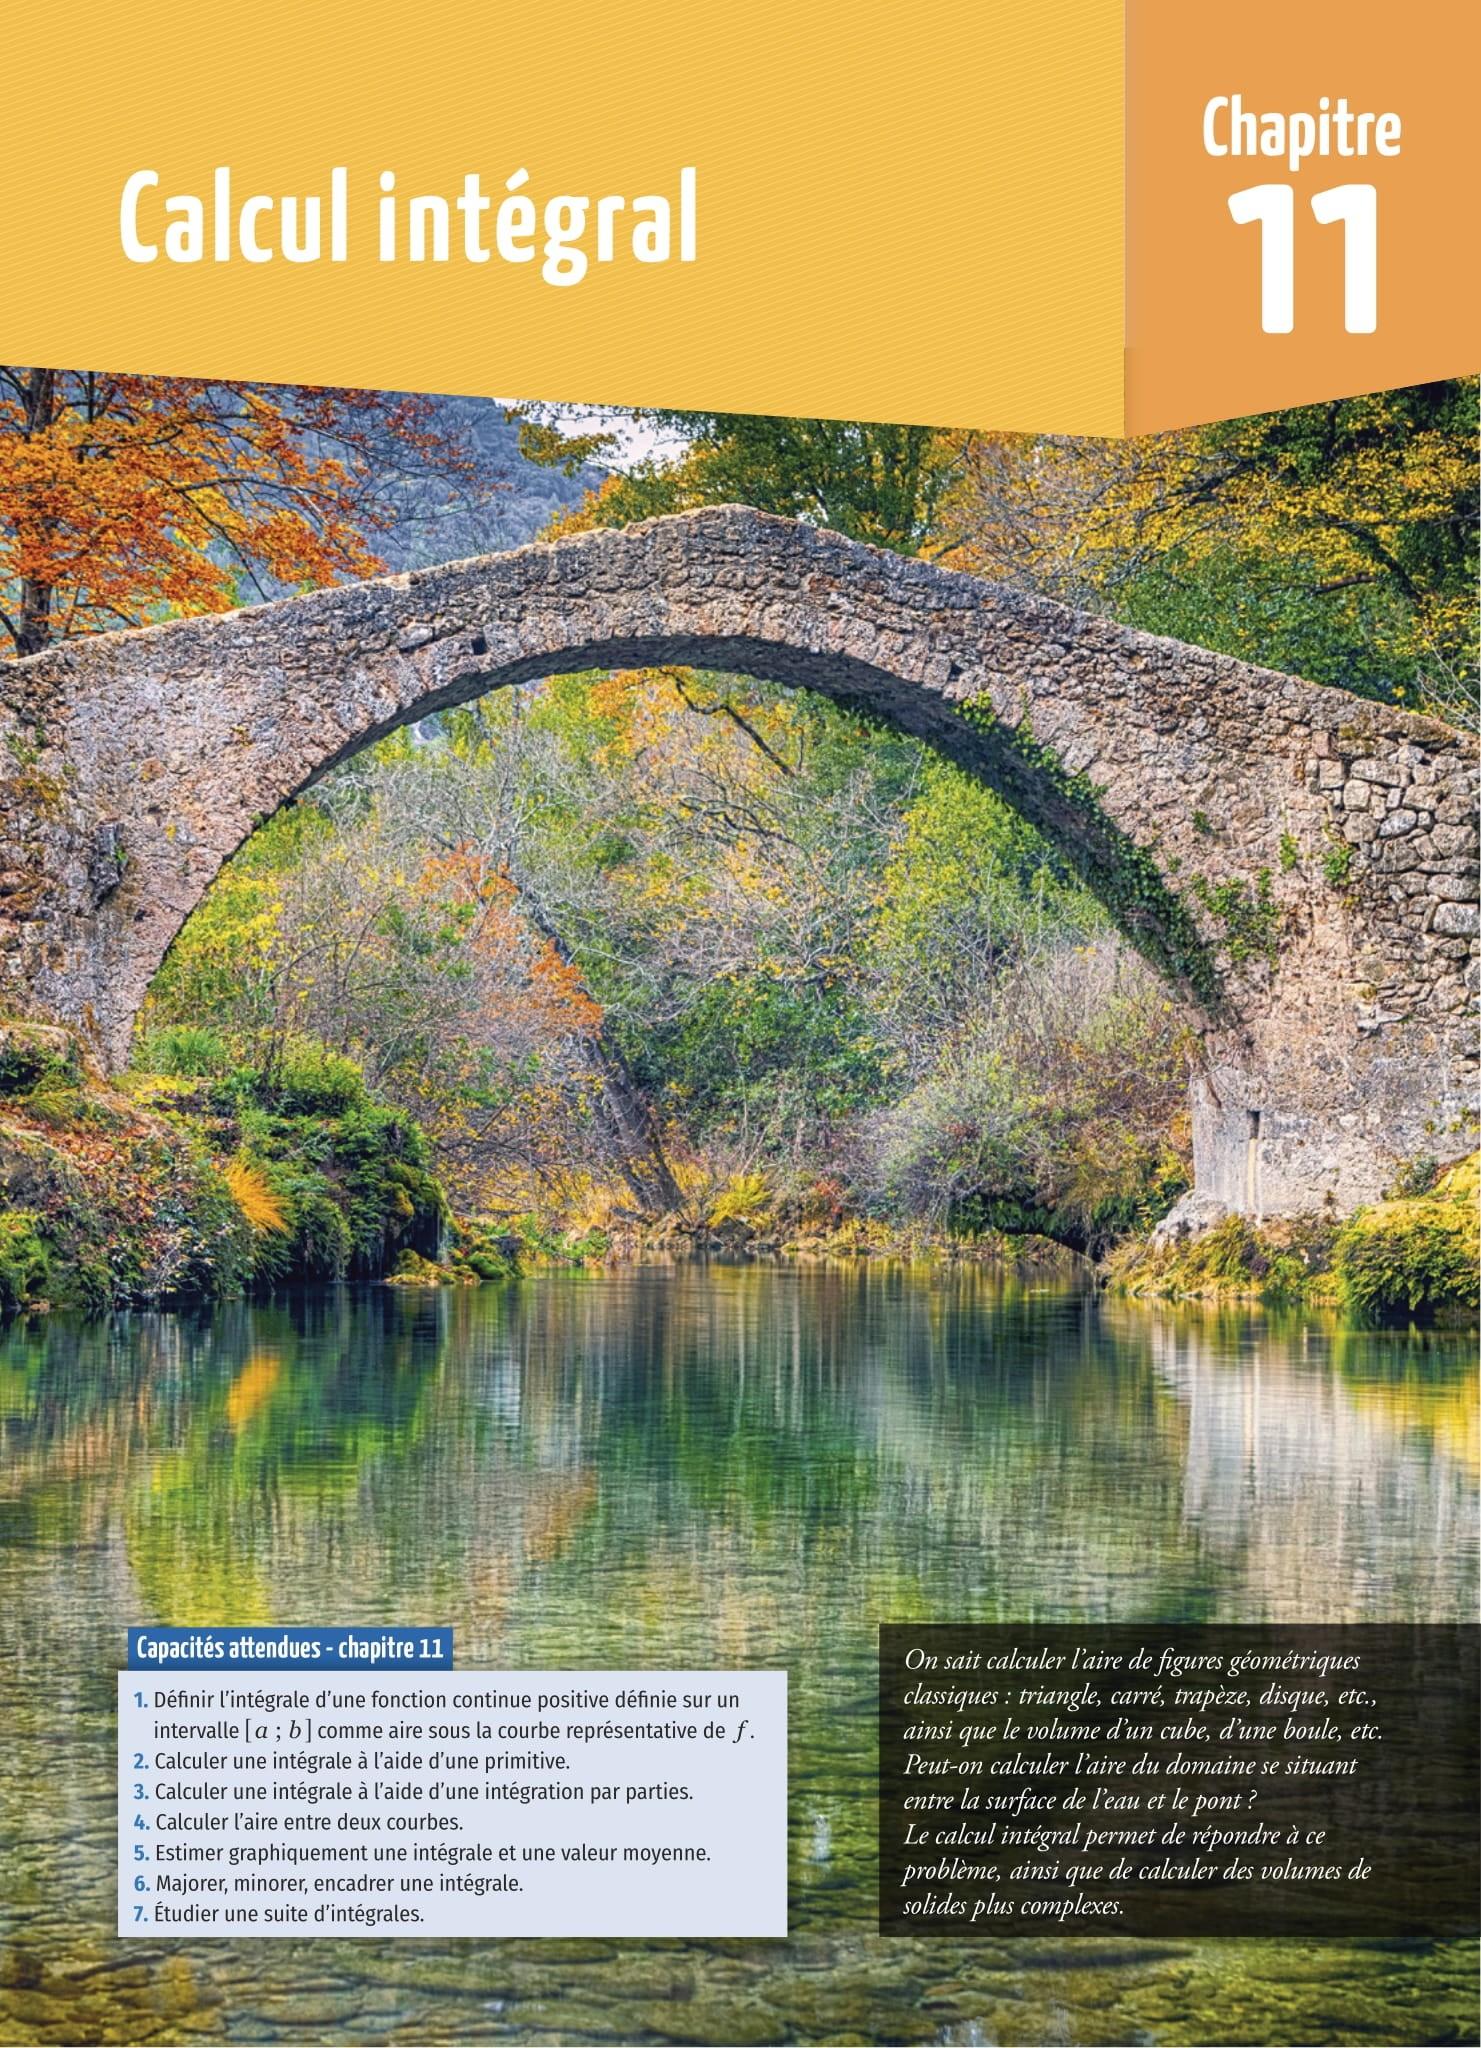 Calcul intégral
Chapitre
11
Capacités attendues - chapitre 11
1. Définir l'intégrale d'une fonction continue positive définie sur un
intervalle [a ; b] comme aire sous la courbe représentative de f.
2. Calculer une intégrale à l'aide d'une primitive.
3. Calculer une intégrale à l'aide d'une intégration par parties.
4. Calculer l'aire entre deux courbes.
5. Estimer graphiquement une intégrale et une valeur moyenne.
6. Majorer, minorer, encadrer une intégrale.
7. Étudier une suite d'intégrales.
On sait calculer l'aire de figures géométriques
classiques : triangle, carré, trapèze, disque, etc.,
ainsi que le volume d'un cube, d'une boule, etc.
Peut-on calculer l'aire du domaine se situant
entre la surface de l'eau et le pont ?
Le calcul intégral permet de répondre à ce
problème, ainsi que de calculer des volumes de
solides plus complexes.